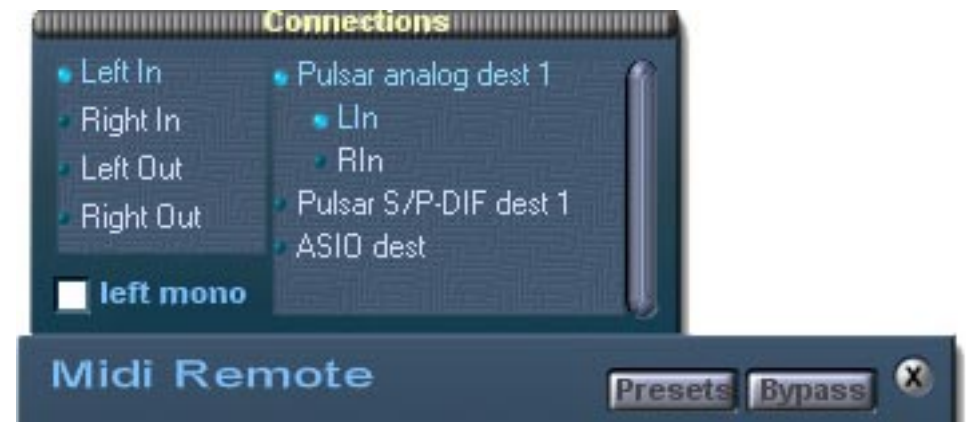 Connections
Left In
Right In
Left Out
Right Out
left mono
Pulsar analog dest 1
LIn
RIn
Pulsar S/P-DIF dest 1
ASIO dest
Midi Remote
Presets
Bypass
X